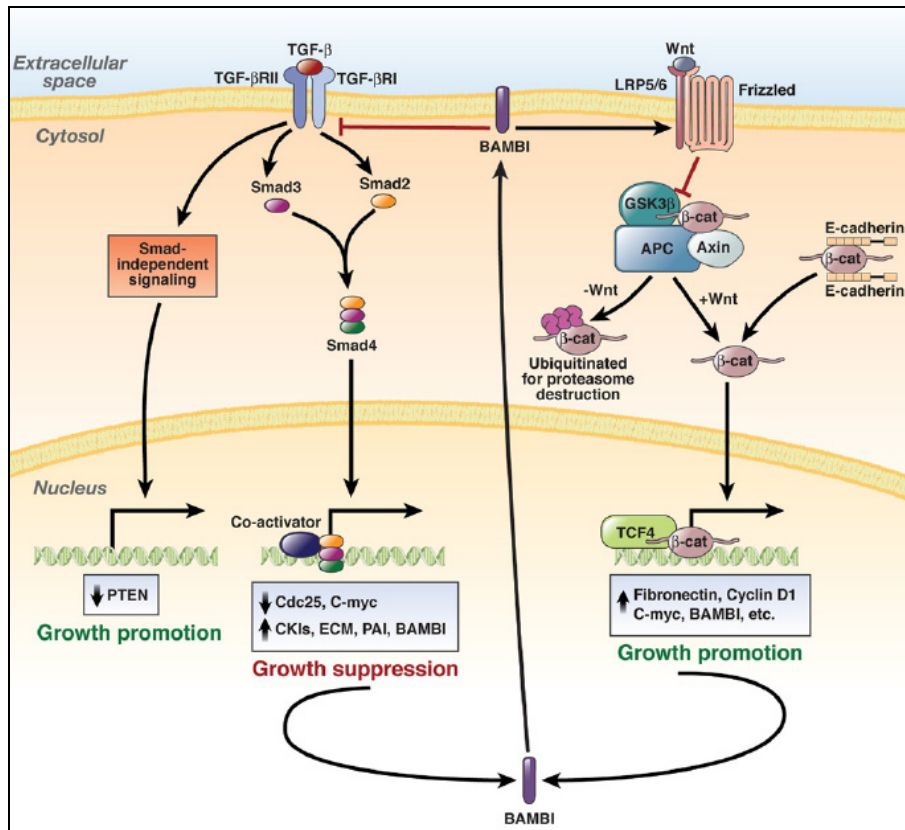 Extracellular
space
TGF-β
TGF-βRII
TGF-βRI
Wnt
LRP5/6
Frizzled
Cytosol
BAMBI
Smad3
Smad2
GSK3β
β-cat
APC
Axin
E-cadherin
β-cat
E-cadherin
Smad-
independent
signaling
-Wnt
+Wnt
Smad4
β-cat
Ubiquitinated
for proteasome
destruction
β-cat
Nucleus
Co-activator
TCF4
β-cat
PTEN
Growth promotion
Cdc25, C-myc
CKIs, ECM, PAI, BAMBI
Growth suppression
Fibronectin, Cyclin D1
C-myc, BAMBI, etc.
Growth promotion
BAMBI